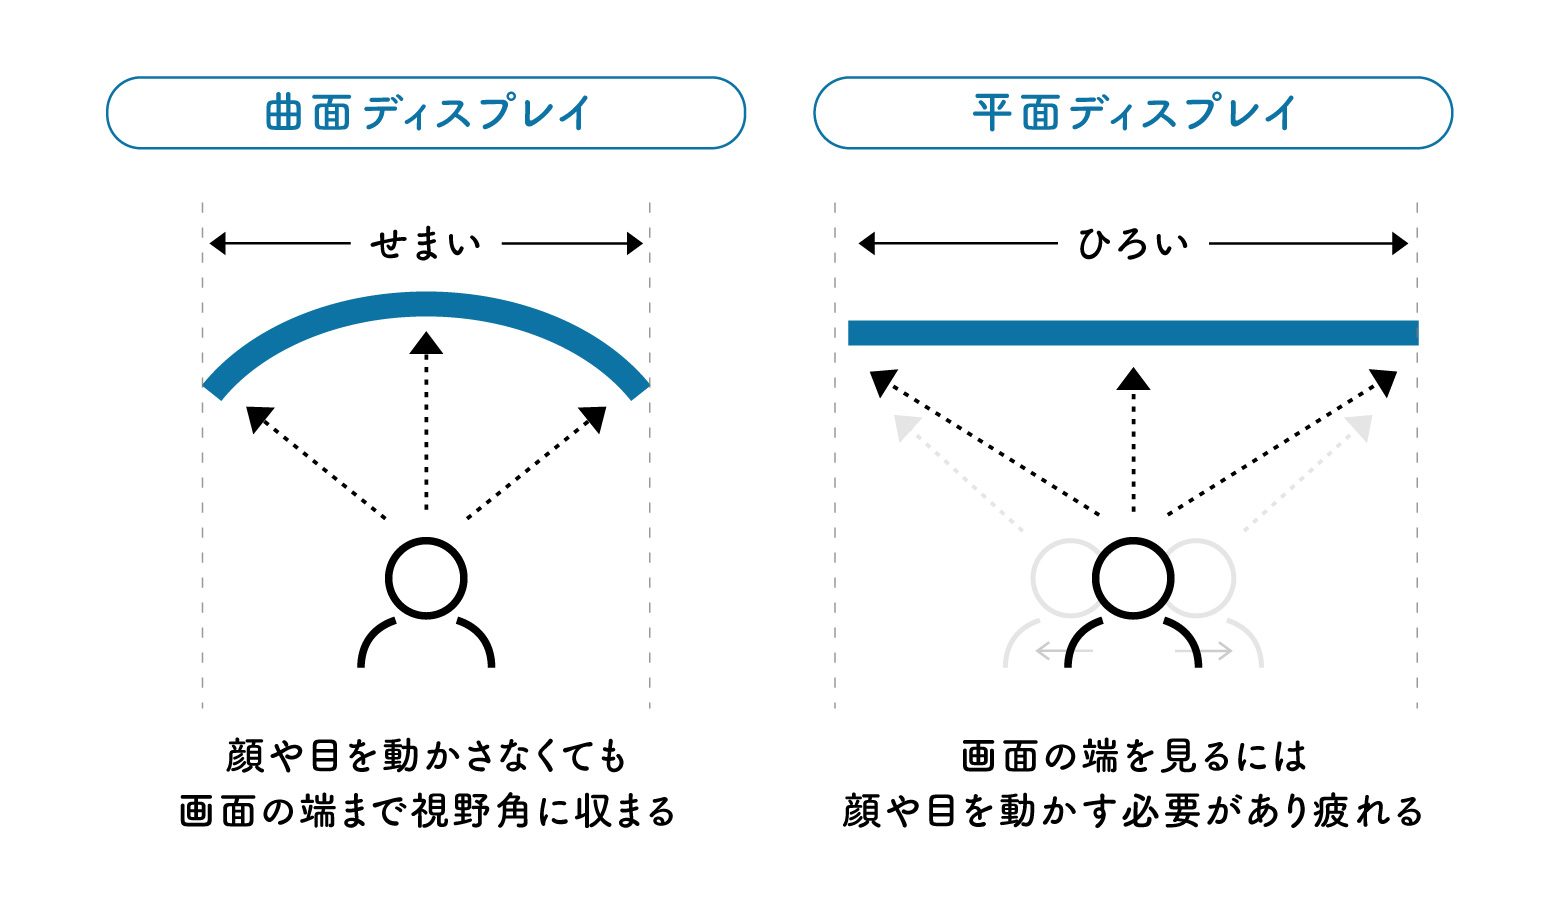 曲面ディスプレイ
せまい
顔や目を動かさなくても
画面の端まで視野角に収まる
平面ディスプレイ
ひろい
画面の端を見るには
顔や目を動かす必要があり疲れる